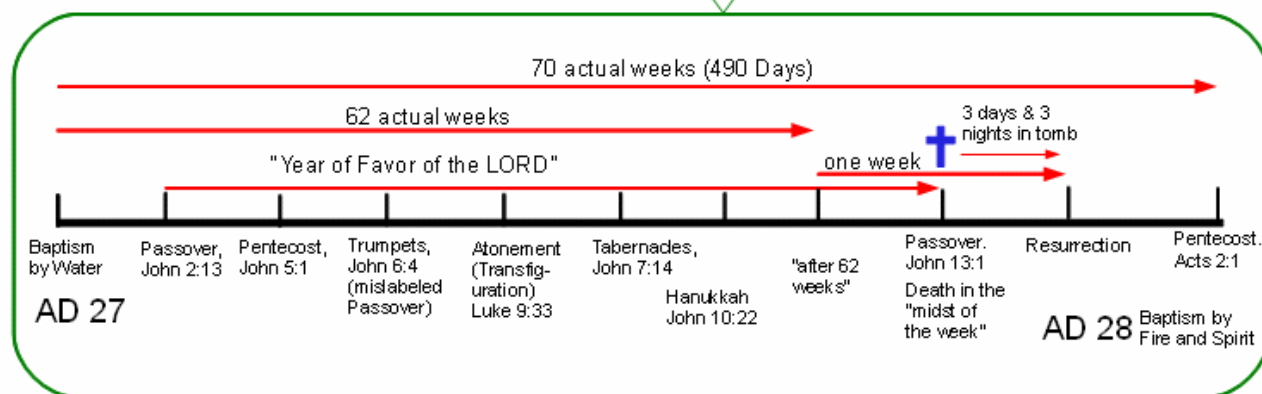 70 actual weeks (490 Days)
62 actual weeks
3 days & 3
nights in tomb
"Year of Favor of the LORD"
one week
Baptism
by Water
AD 27
Passover,
John 2:13
Pentecost,
John 5:1
Trumpets,
John 6:4
(mislabeled
Passover)
Atonement
(Transfig-
uration)
Luke 9:33
Tabernacles,
John 7:14
Hanukkah
John 10:22
"after 62
weeks"
Passover.
John 13:1
Death in the
"midst of
the week"
Resurrection
AD 28
Pentecost.
Acts 2:1
Baptism by
Fire and Spirit